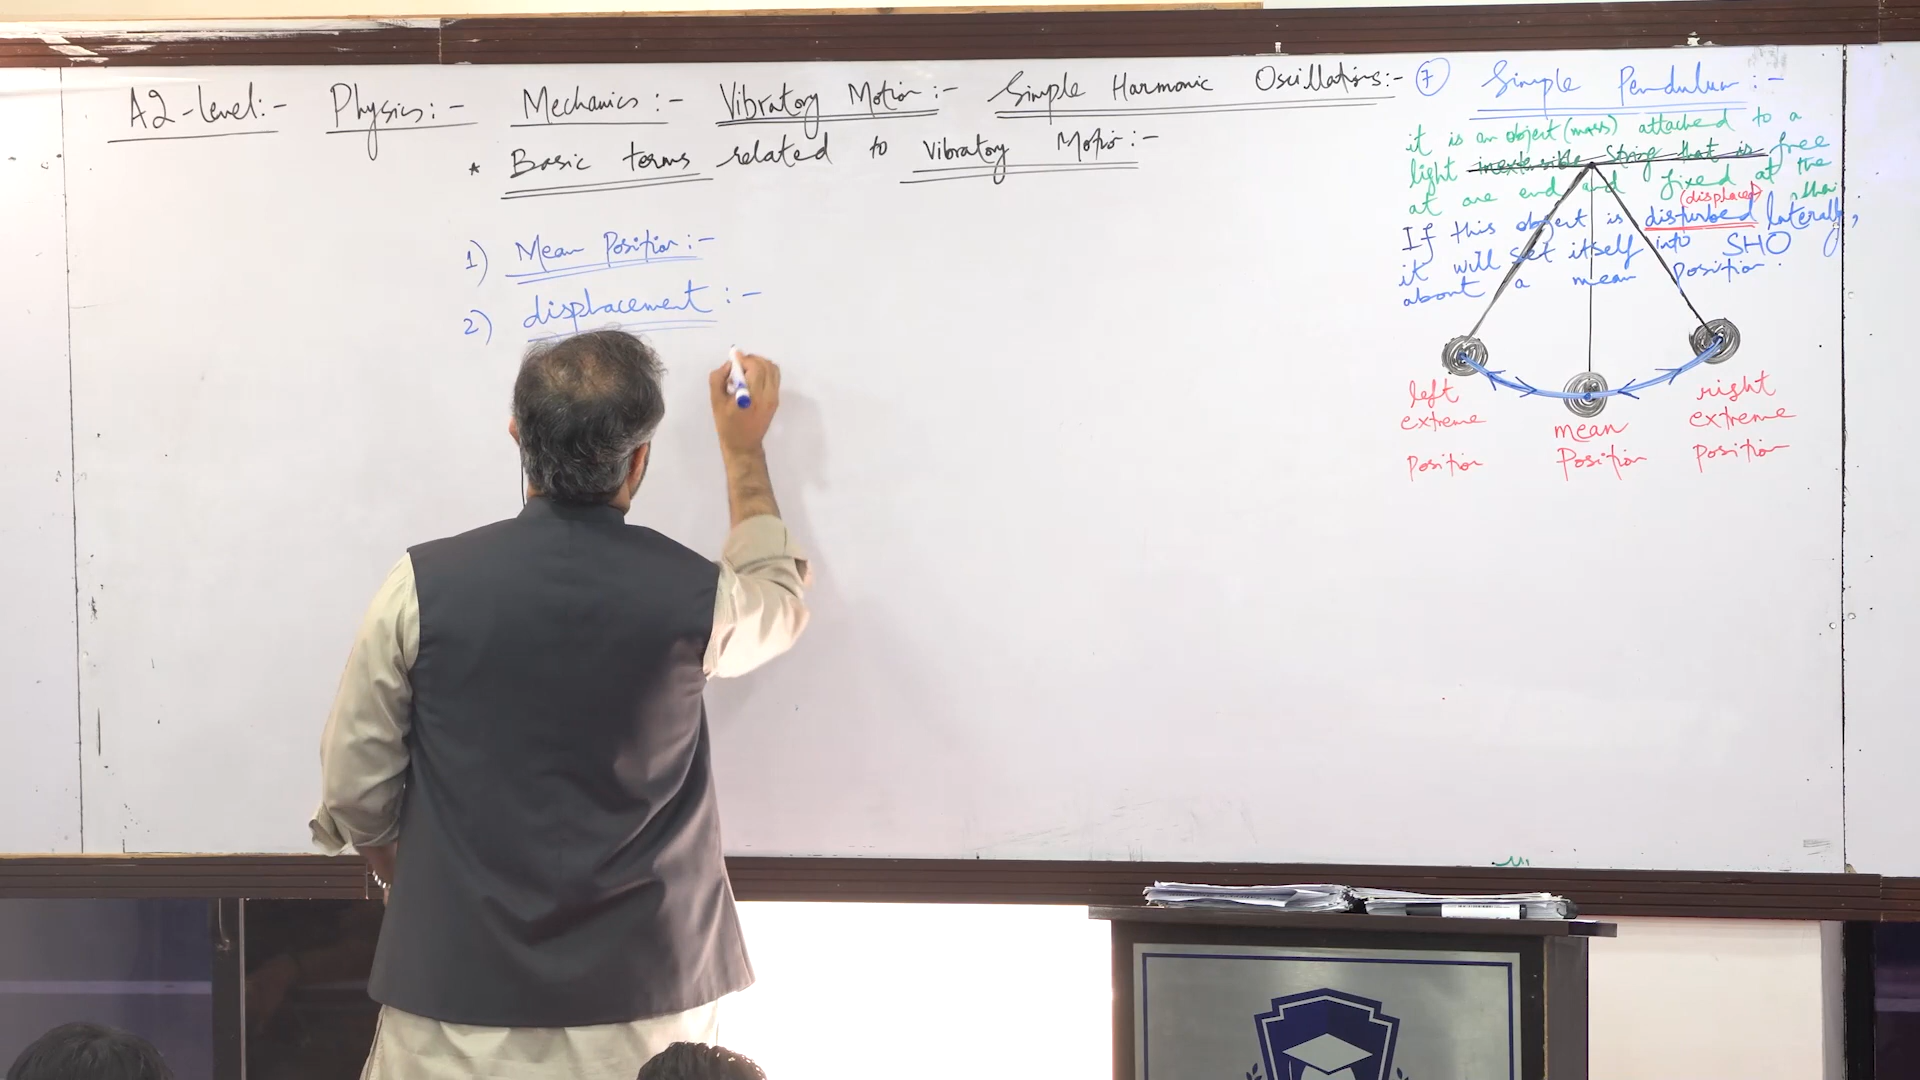 A2-level:- Physics:- Mechanics:- Vibratory Motion:- Simple Harmonic Oscillations:-
* Basic terms related to Vibratory Motion:-
1) Mean Position:-
2) displacement:-
7 Simple Pendulum:-
it is an object (mass) attached to a
light inextensible string that is free
at one end and fixed at the
other
(displaced)
If this object is disturbed laterally,
it will set itself into SHO
about a mean position.
left
extreme
position
mean
position
right
extreme
position